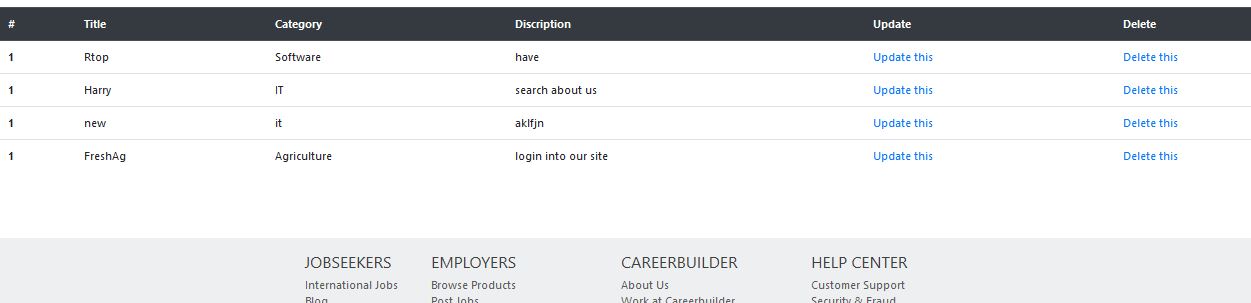 # Title Category Discription Update Delete
1 Rtop Software have Update this Delete this
1 Harry IT search about us Update this Delete this
1 new it aklfjn Update this Delete this
1 FreshAg Agriculture login into our site Update this Delete this
JOBSEEKERS EMPLOYERS CAREERBUILDER HELP CENTER
International Jobs Browse Products About Us Customer Support
Blog Post Jobs Work at Careerbuilder Security & Fraud